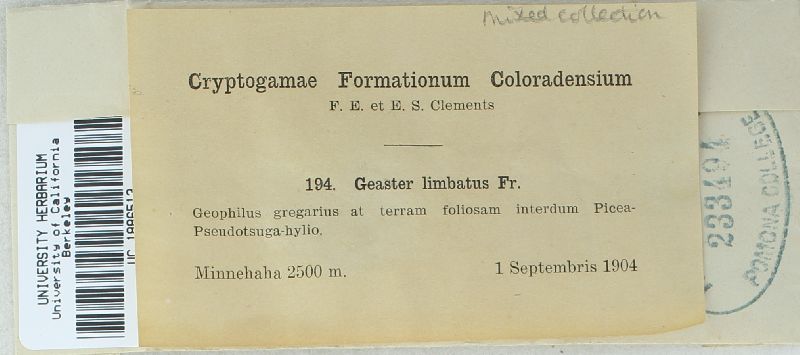 Mixed collection
Cryptogamae Formationum Coloradensium
F. E. et E. S. Clements
194. Geaster limbatus Fr.
Geophilus gregarius at terram foliosam interdum Picea-
Pseudotsuga-hylio.
Minnehaha 2500 m.
1 Septembris 1904
UNIVERSITY HERBARIUM
University of California
Berkeley
233494
POMONA COLLEGE